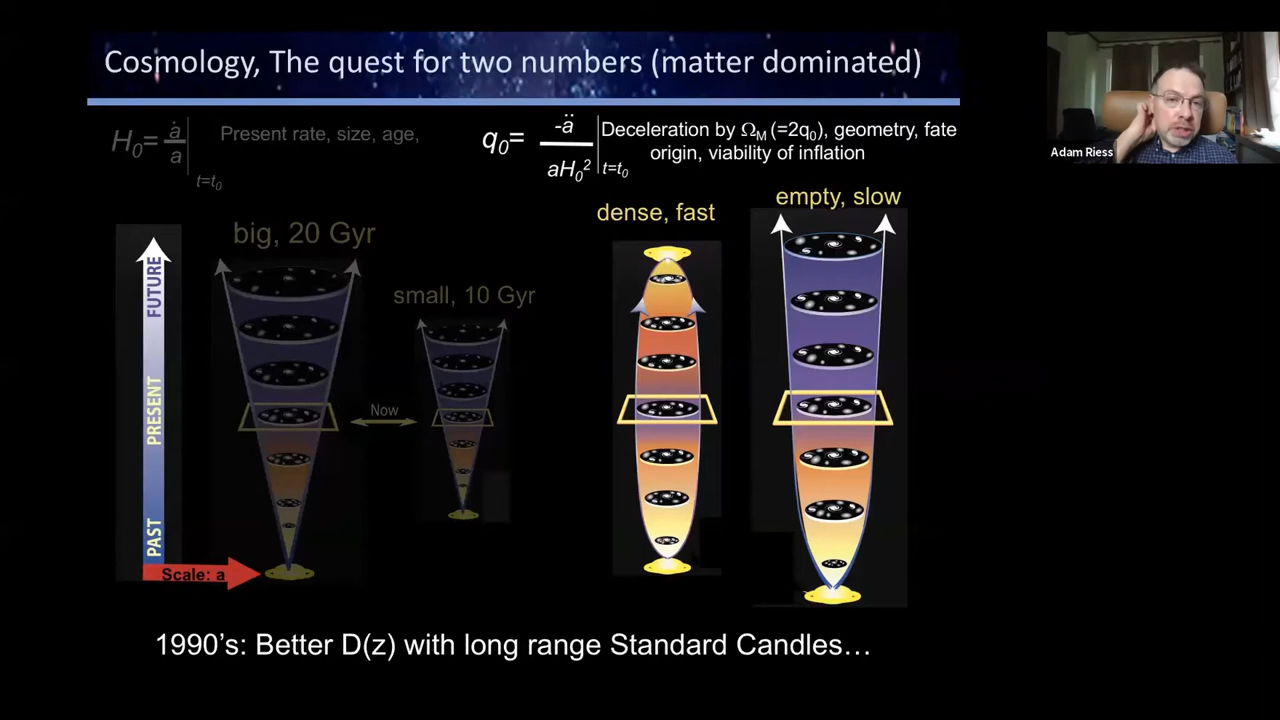 Cosmology, The quest for two numbers (matter dominated)
H₀= ȧ/a |t=t₀
Present rate, size, age,
q₀= -ä/aH₀² |t=t₀
Deceleration by Ω_M (=2q₀), geometry, fate
origin, viability of inflation
Adam Riess
big, 20 Gyr
small, 10 Gyr
dense, fast
empty, slow
FUTURE
PRESENT
PAST
Now
Scale: a
1990's: Better D(z) with long range Standard Candles…